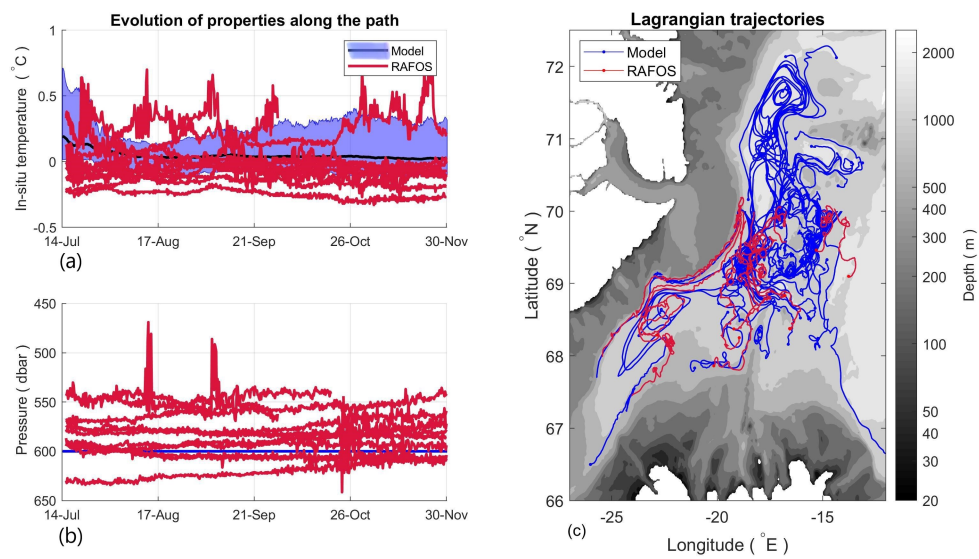 Evolution of properties along the path
In-situ temperature ( °C )
1
0.5
0
-0.5
Model
RAFOS
14-Jul 17-Aug 21-Sep 26-Oct 30-Nov
(a)
Pressure ( dbar)
450
500
550
600
650
14-Jul 17-Aug 21-Sep 26-Oct 30-Nov
(b)
Lagrangian trajectories
Model
RAFOS
Latitude ( °N )
72
71
70
69
68
67
66
(c)
-25 -20 -15
Longitude ( °E )
2000
1000
500
400
300
200
100
50
40
30
20
Depth ( m )